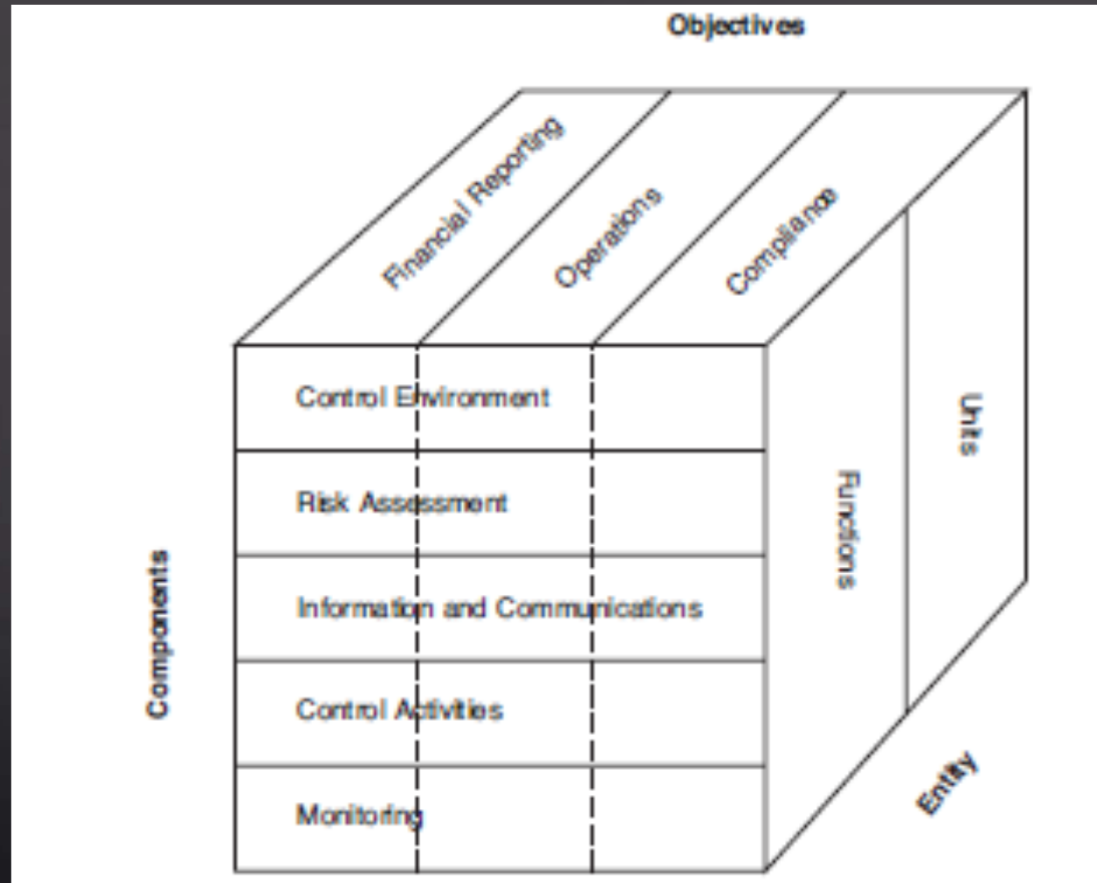 Objectives
Financial Reporting
Operations
Compliance
Control Environment
Risk Assessment
Information and Communications
Control Activities
Monitoring
Components
Functions
Units
Entity